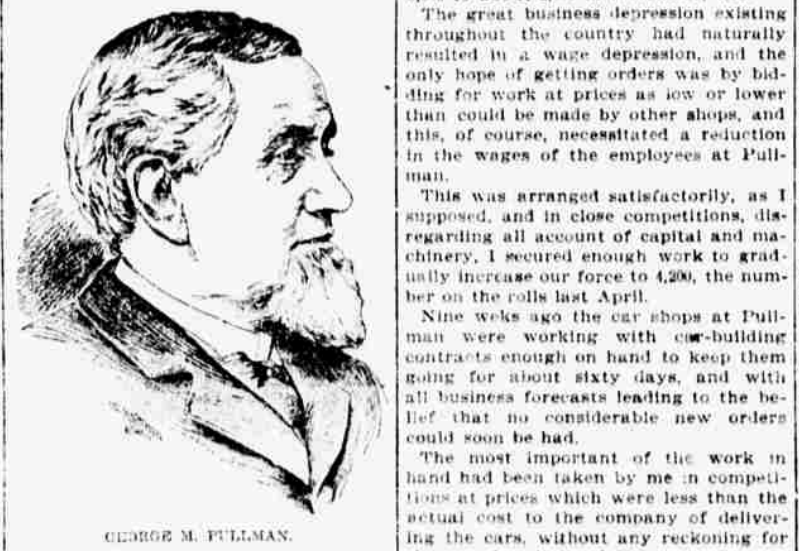 GEORGE M. PULLMAN.
The great business depression existing
throughout the country had naturally
resulted in a wage depression, and the
only hope of getting orders was by bid-
ding for work at prices as low or lower
than could be made by other shops, and
this, of course, necessitated a reduction
in the wages of the employees at Pull-
man.
This was arranged satisfactorily, as I
supposed, and in close competitions, dis-
regarding all account of capital and ma-
chinery, I secured enough work to grad-
ually increase our force to 4,200, the num-
ber on the rolls last April.
Nine weks ago the car shops at Pull-
man were working with car-building
contracts enough on hand to keep them
going for about sixty days, and with
all business forecasts leading to the be-
lief that no considerable new orders
could soon be had.
The most important of the work in
hand had been taken by me in competi-
tions at prices which were less than the
actual cost to the company of deliver-
ing the cars, without any reckoning for